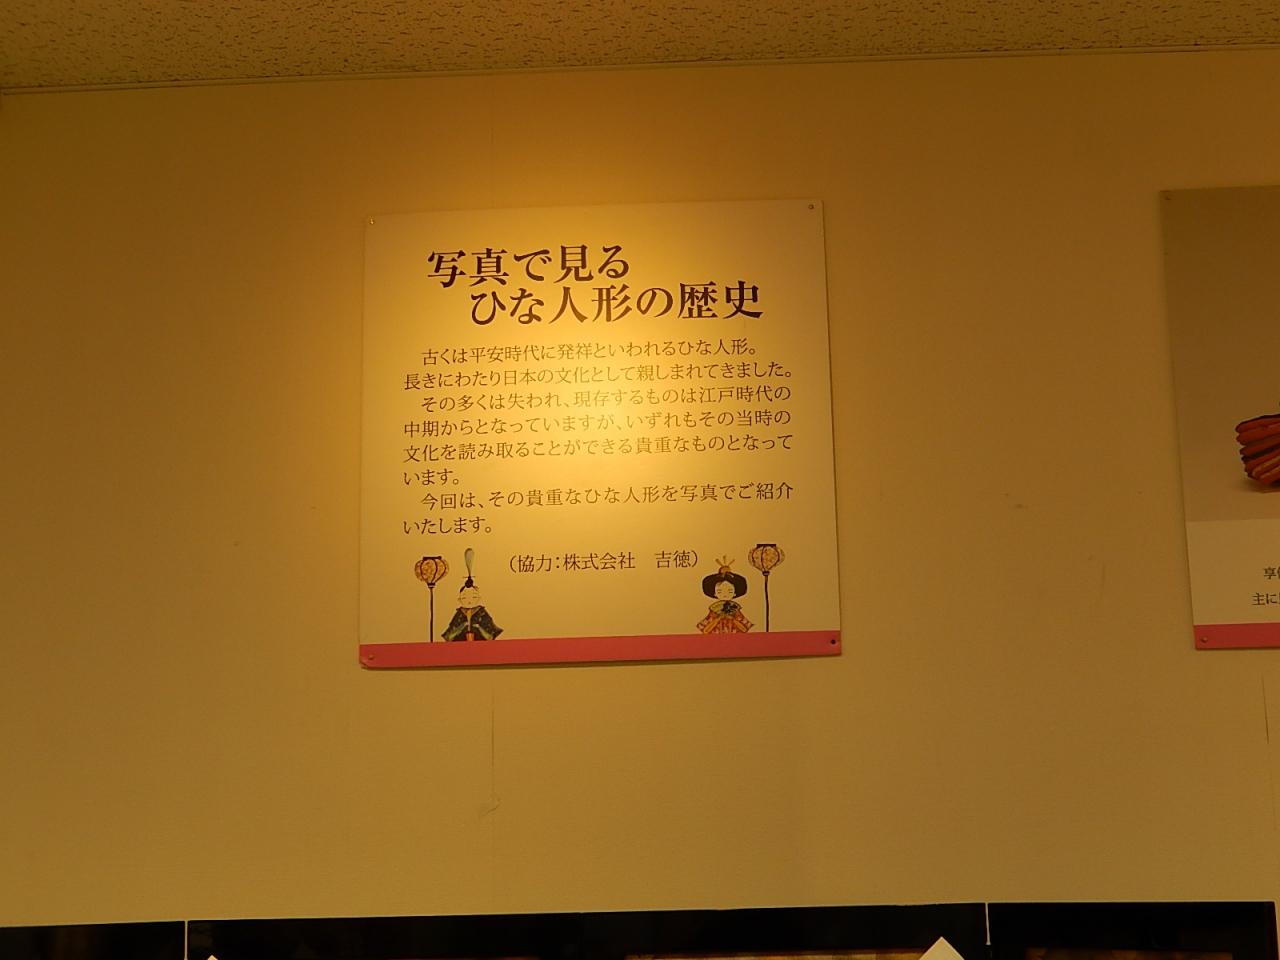 写真で見る
ひな人形の歴史
古くは平安時代に発祥といわれるひな人形。
長きにわたり日本の文化として親しまれてきました。
その多くは失われ、現存するものは江戸時代の
中期からとなっていますが、いずれもその当時の
文化を読み取ることができる貴重なものとなって
います。
今回は、その貴重なひな人形を写真でご紹介
いたします。
（協力：株式会社　吉徳）
享
主に